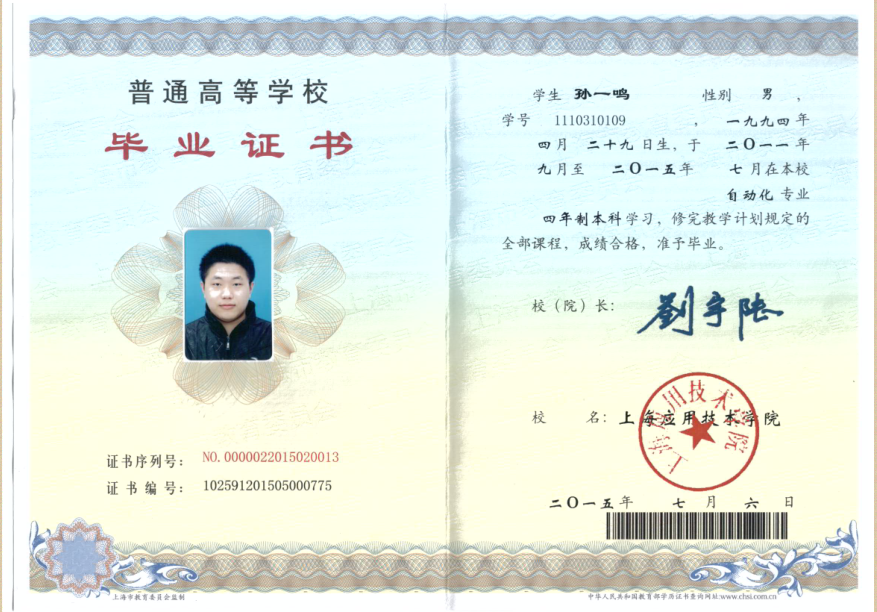 普通高等学校
毕业证书
证书序列号：NO.0000022015020013
证书编号：102591201505000775
上海市教育委员会监制
学生 孙一鸣 性别 男，
学号 1110310109，一九九四年
四月 二十九日生，于 二〇一一年
九月至 二〇一五年 七月在本校
自动化 专业
四年制本科学习，修完教学计划规定的
全部课程，成绩合格，准予毕业。
校（院）长：劉宇陆
校 名：上海应用技术学院
上海应用技术学院
二〇一五年 七月 六日
中华人民共和国教育部学历证书查询网址:www.chsi.com.cn